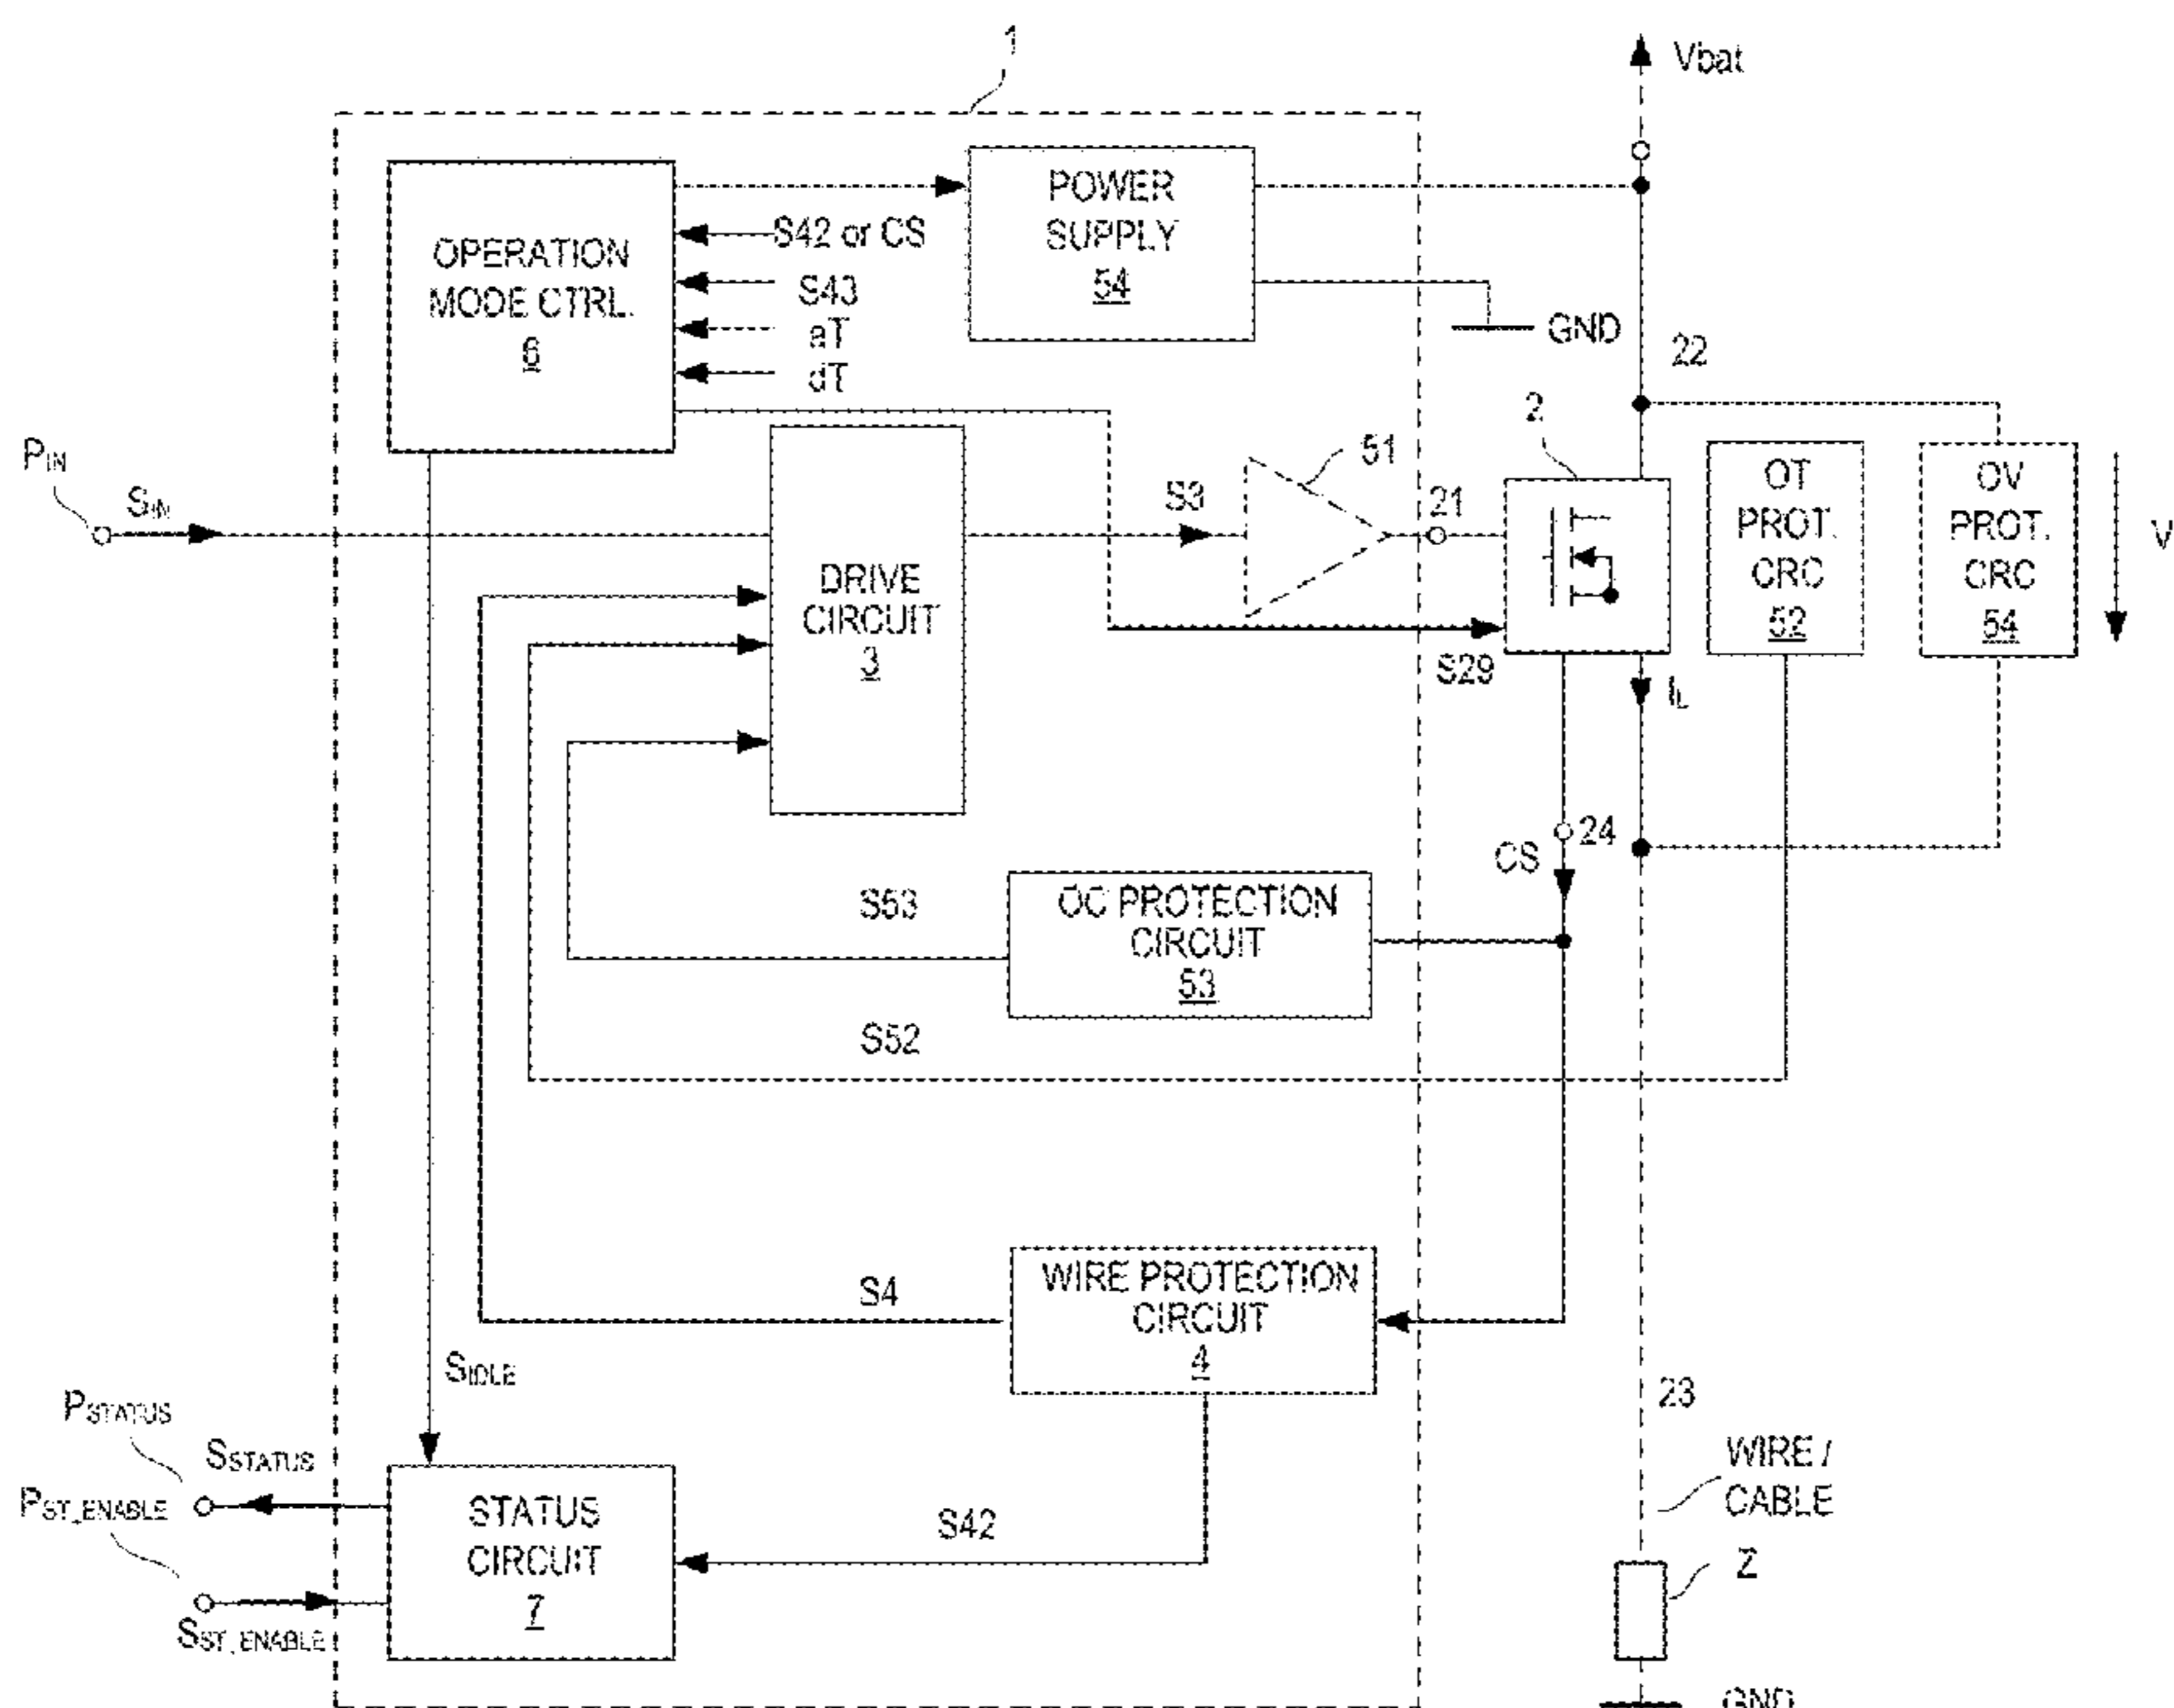 1
Vbat
OPERATION
MODE CTRL.
6
S42 or CS
S43
aT
dT
POWER
SUPPLY
54
GND
22
PIN
SIN
DRIVE
CIRCUIT
3
S3
51
21
2
S29
IL
OT
PROT.
CRC
52
OV
PROT.
CRC
54
V
24
CS
S53
OC PROTECTION
CIRCUIT
53
S52
S4
WIRE PROTECTION
CIRCUIT
4
SIDLE
23
WIRE /
CABLE
Z
GND
PSTATUS
SSTATUS
PST_ENABLE
SST_ENABLE
STATUS
CIRCUIT
7
S42